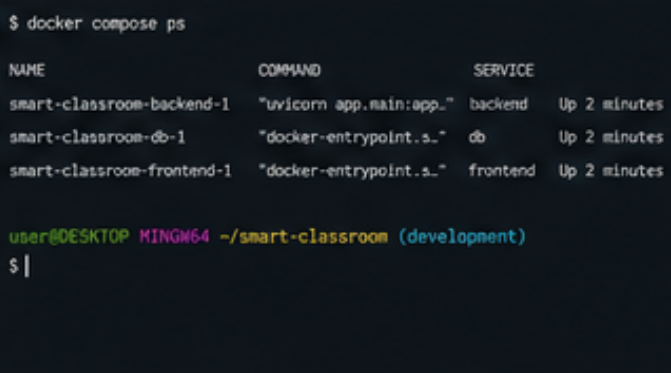 $ docker compose ps
NAME COMMAND SERVICE
smart-classroom-backend-1 "uvicorn app.main:app…" backend Up 2 minutes
smart-classroom-db-1 "docker-entrypoint.s…" db Up 2 minutes
smart-classroom-frontend-1 "docker-entrypoint.s…" frontend Up 2 minutes
user@DESKTOP MINGW64 ~/smart-classroom (development)
$